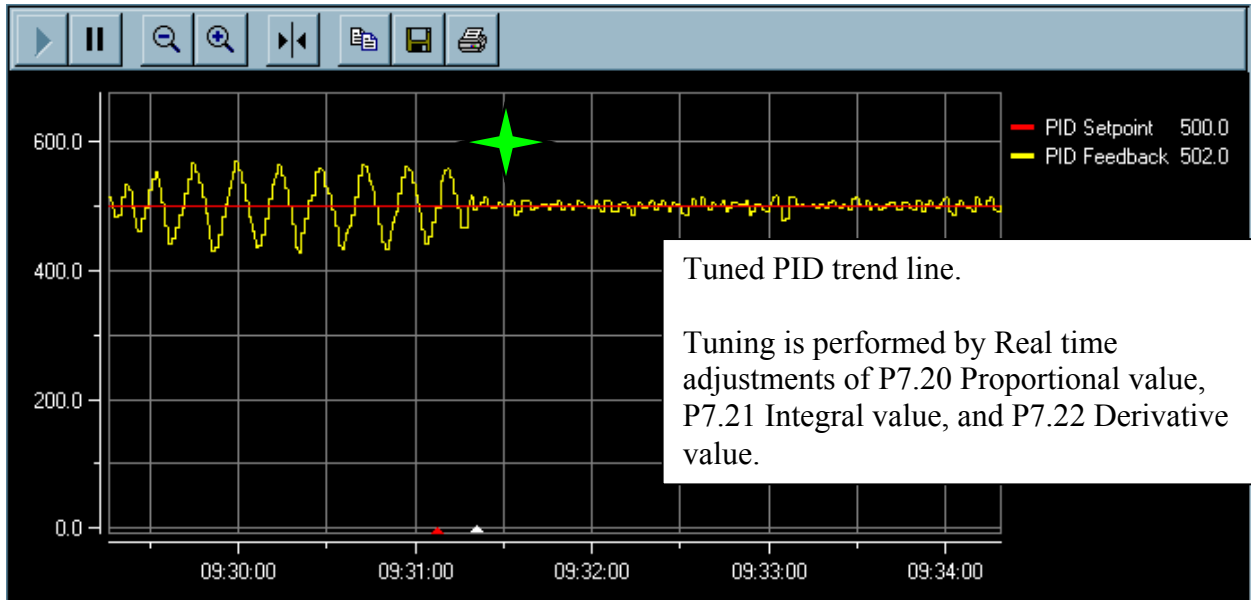 600.0
400.0
200.0
0.0
PID Setpoint 500.0
PID Feedback 502.0
Tuned PID trend line.
Tuning is performed by Real time
adjustments of P7.20 Proportional value,
P7.21 Integral value, and P7.22 Derivative
value.
09:30:00 09:31:00 09:32:00 09:33:00 09:34:00